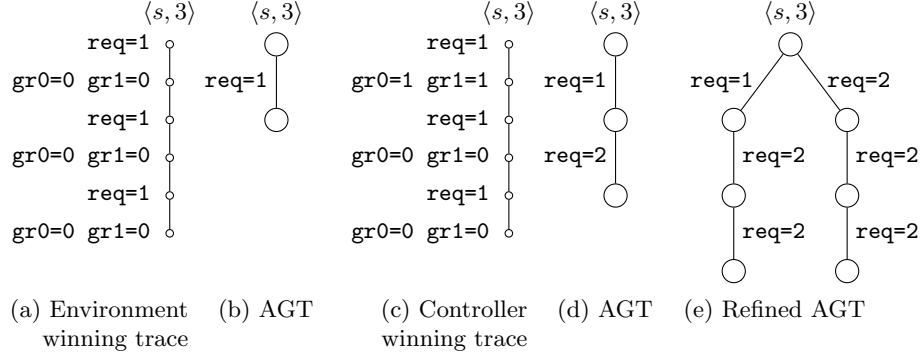 ⟨s, 3⟩ ⟨s, 3⟩ ⟨s, 3⟩ ⟨s, 3⟩ ⟨s, 3⟩
req=1 req=1
req=1 req=1 req=1 req=2
gr0=0 gr1=0 gr0=1 gr1=1
req=1 req=1
gr0=0 gr1=0 gr0=0 gr1=0 req=2 req=2 req=2
req=1 req=1
gr0=0 gr1=0 gr0=0 gr1=0 req=2 req=2
(a) Environment winning trace
(b) AGT
(c) Controller winning trace
(d) AGT
(e) Refined AGT